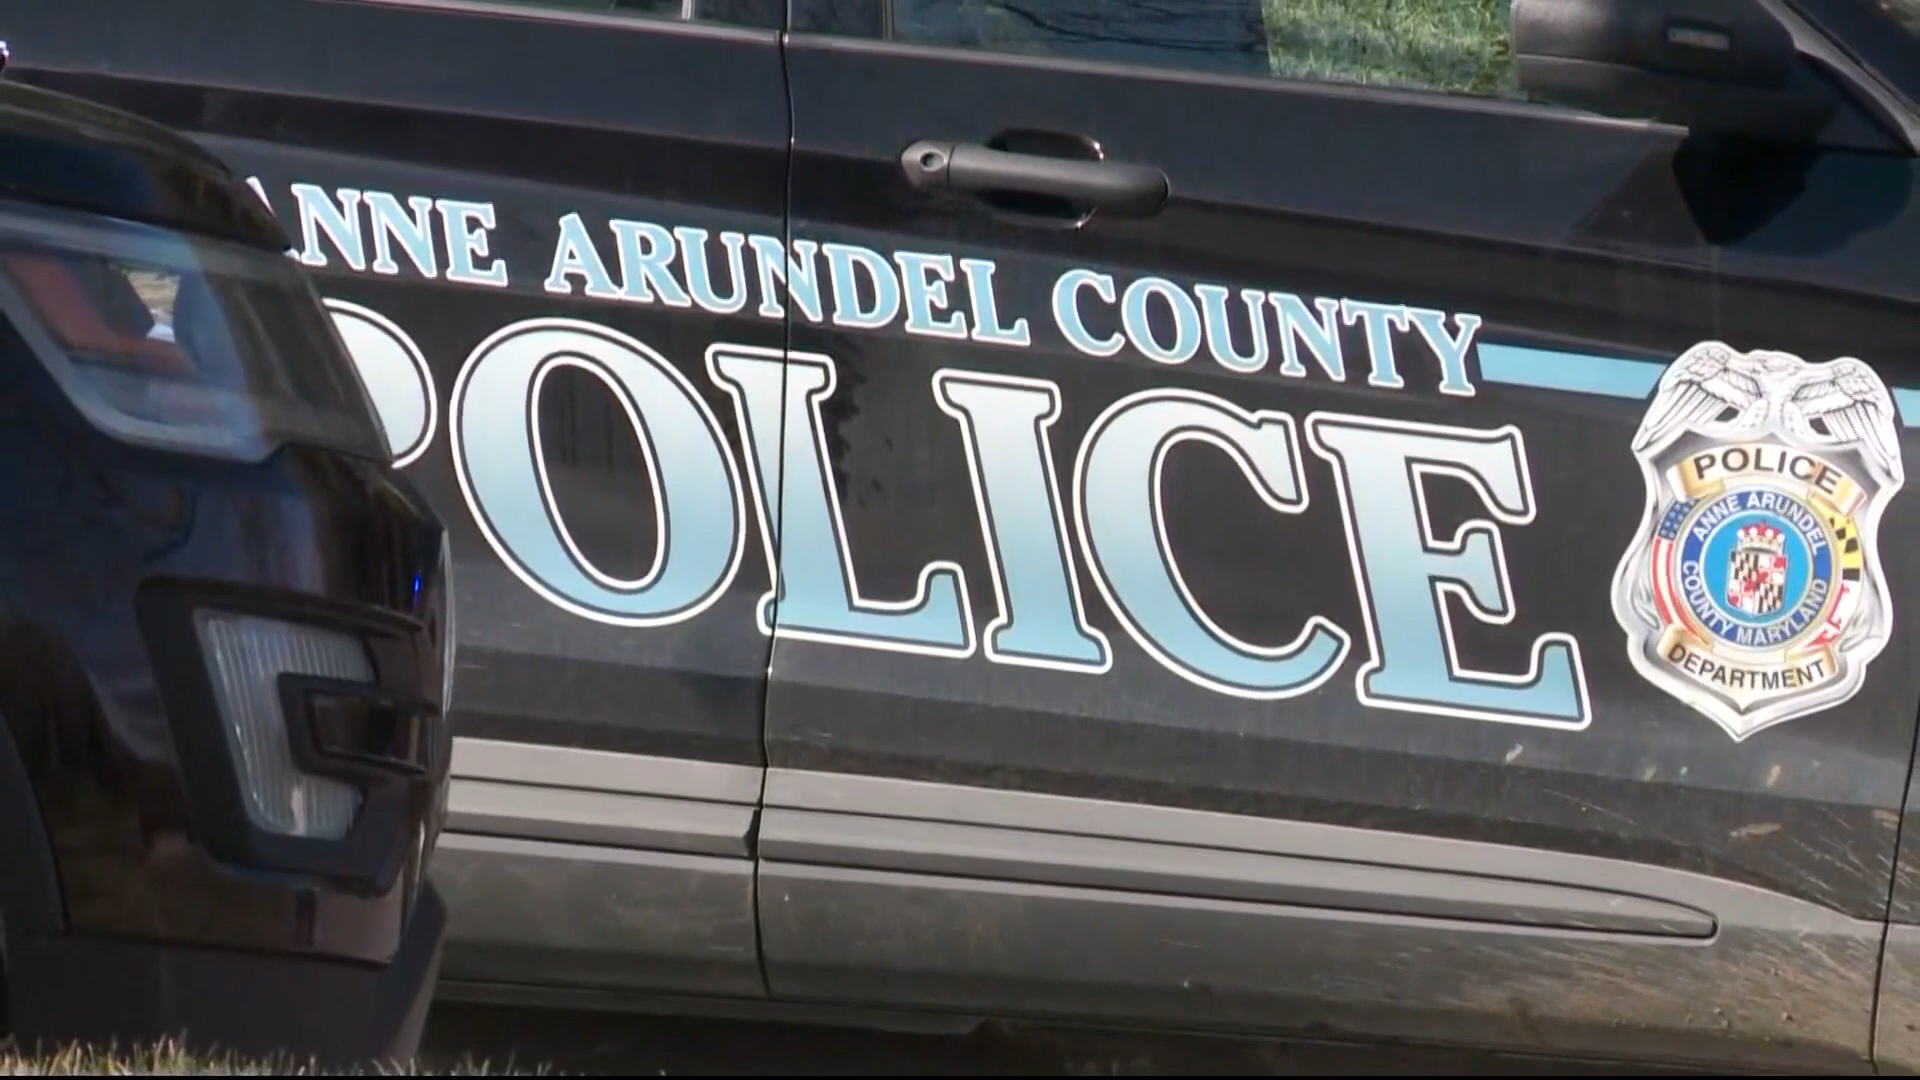 ANNE ARUNDEL COUNTY
POLICE
POLICE
ANNE ARUNDEL
COUNTY MARYLAND
DEPARTMENT